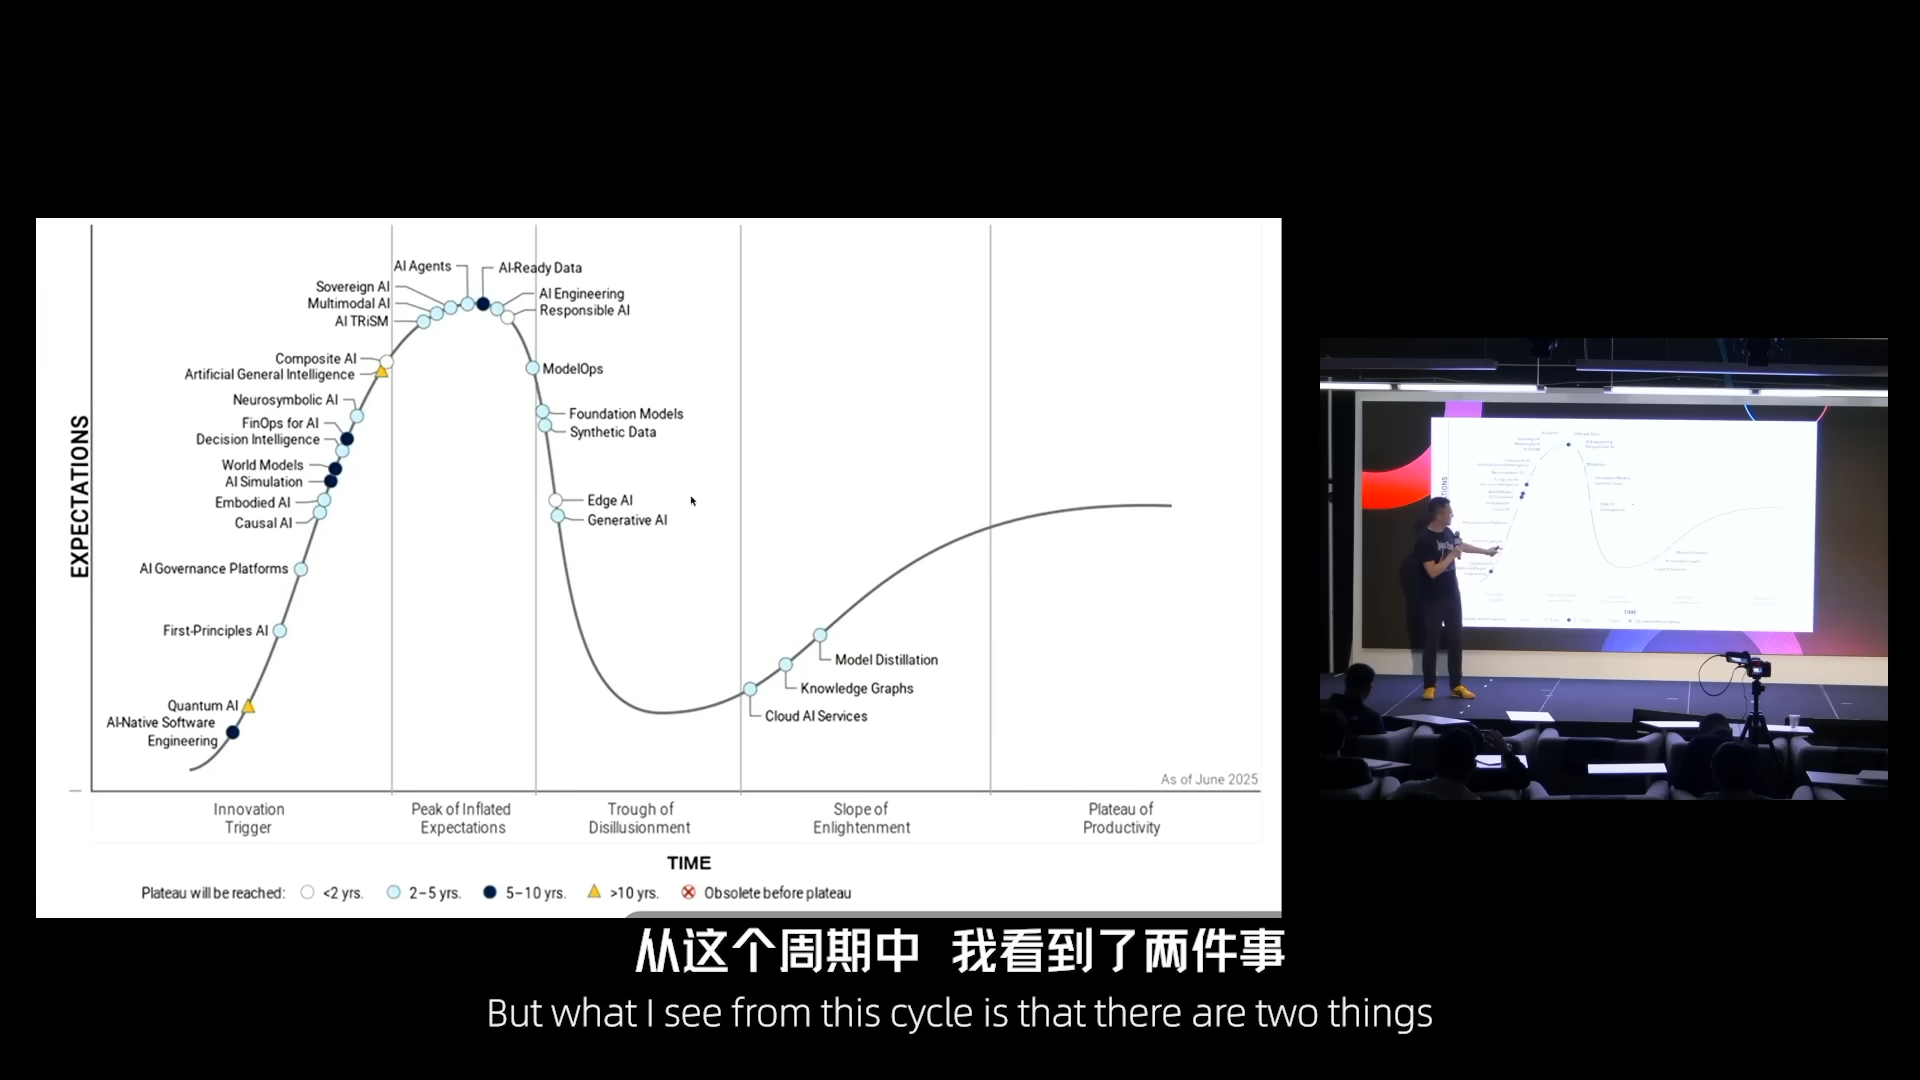 AI Agents
AI-Ready Data
Sovereign AI
AI Engineering
Multimodal AI
Responsible AI
AI TRiSM
Composite AI
Artificial General Intelligence
ModelOps
Neurosymbolic AI
Foundation Models
FinOps for AI
Synthetic Data
Decision Intelligence
World Models
AI Simulation
Embodied AI
Edge AI
Causal AI
Generative AI
AI Governance Platforms
First-Principles AI
Model Distillation
Knowledge Graphs
Quantum AI
Cloud AI Services
AI-Native Software
Engineering
EXPECTATIONS
As of June 2025
Innovation
Trigger
Peak of Inflated
Expectations
Trough of
Disillusionment
Slope of
Enlightenment
Plateau of
Productivity
TIME
Plateau will be reached: <2 yrs. 2–5 yrs. 5–10 yrs. >10 yrs. Obsolete before plateau
TIME
从这个周期中 我看到了两件事
But what I see from this cycle is that there are two things